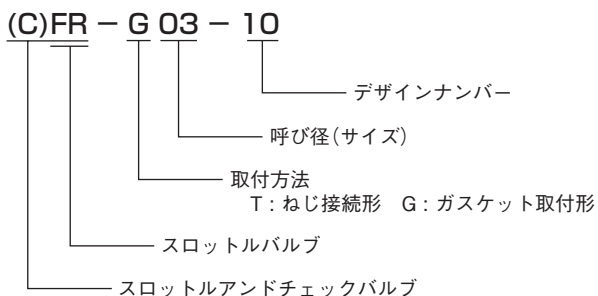 (C)FR － G 03 － 10
デザインナンバー
呼び径(サイズ)
取付方法
T : ねじ接続形　G : ガスケット取付形
スロットルバルブ
スロットルアンドチェックバルブ